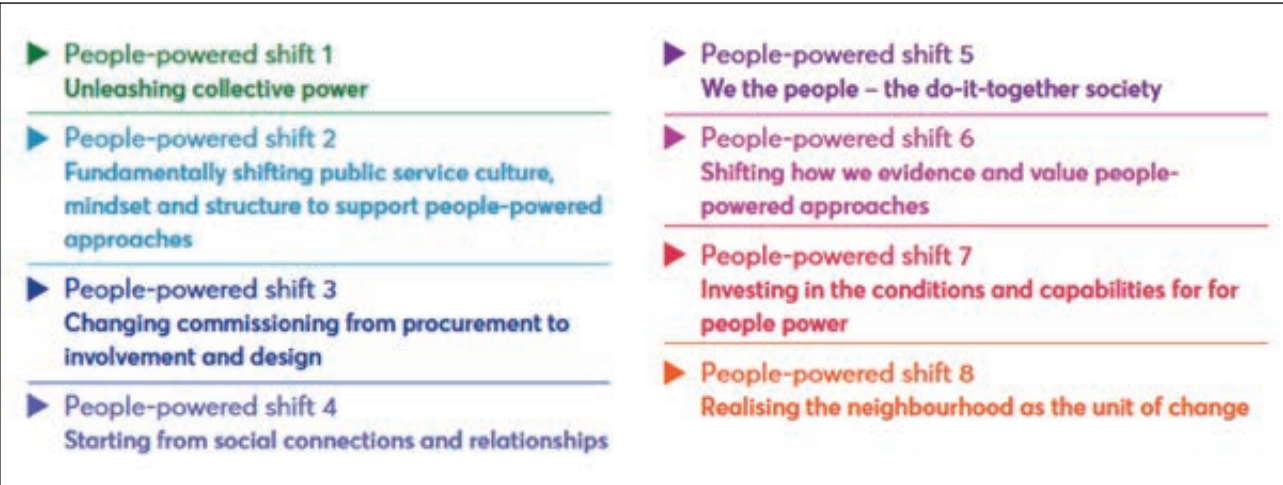 People-powered shift 1
Unleashing collective power
People-powered shift 2
Fundamentally shifting public service culture,
mindset and structure to support people-powered
approaches
People-powered shift 3
Changing commissioning from procurement to
involvement and design
People-powered shift 4
Starting from social connections and relationships
People-powered shift 5
We the people – the do-it-together society
People-powered shift 6
Shifting how we evidence and value people-
powered approaches
People-powered shift 7
Investing in the conditions and capabilities for for
people power
People-powered shift 8
Realising the neighbourhood as the unit of change